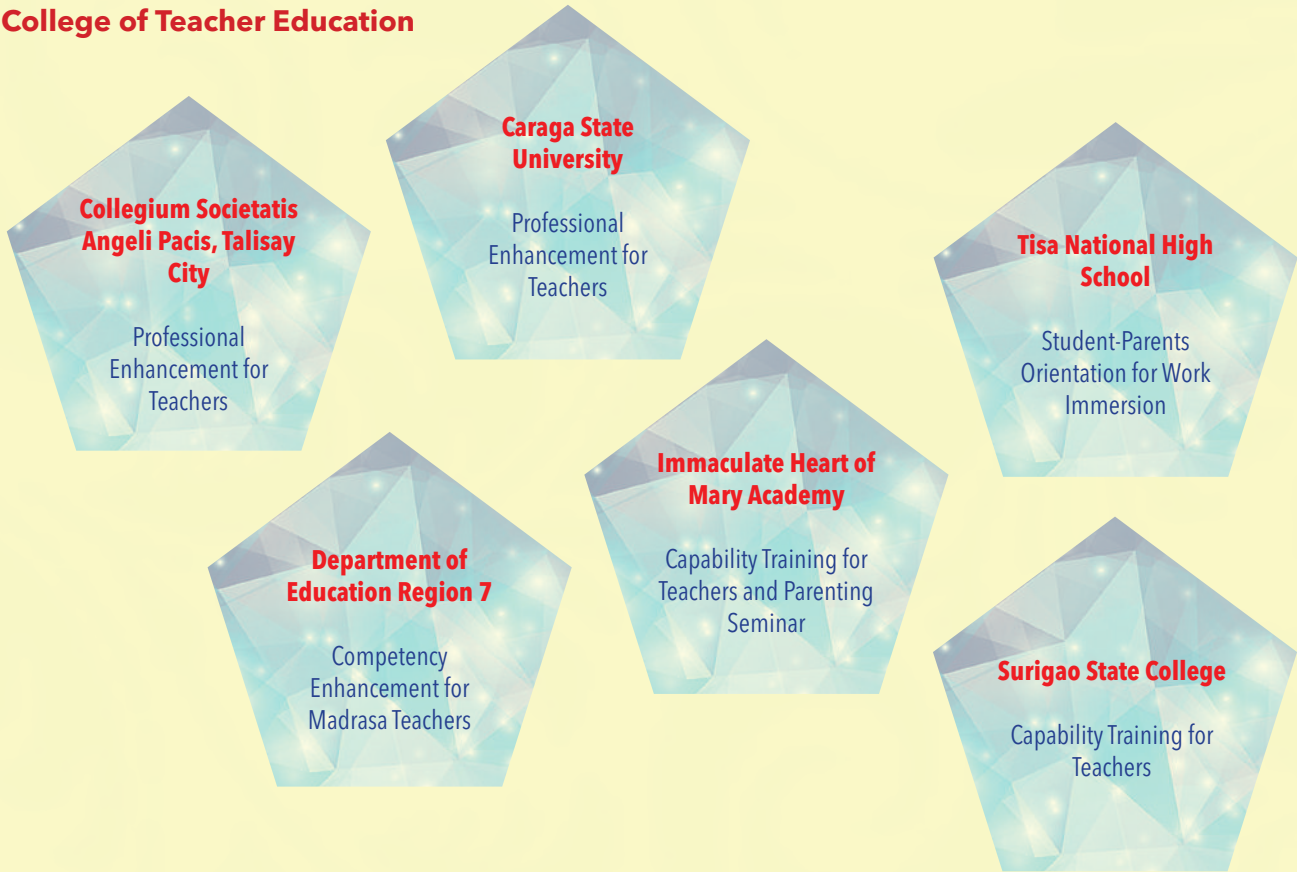 College of Teacher Education
Collegium Societatis
Angeli Pacis, Talisay
City
Professional
Enhancement for
Teachers
Caraga State
University
Professional
Enhancement for
Teachers
Tisa National High
School
Student-Parents
Orientation for Work
Immersion
Department of
Education Region 7
Competency
Enhancement for
Madrasa Teachers
Immaculate Heart of
Mary Academy
Capability Training for
Teachers and Parenting
Seminar
Surigao State College
Capability Training for
Teachers